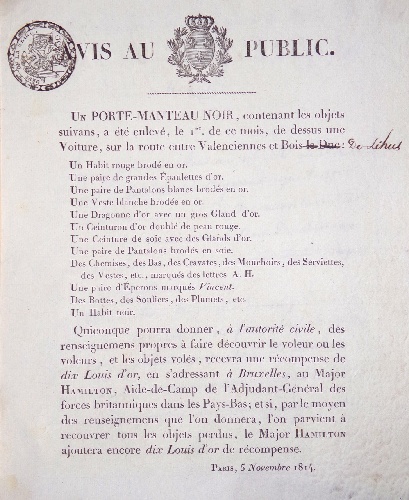 AVIS AU PUBLIC.
UN PORTE-MANTEAU NOIR, contenant les objets
suivans, a été enlevé, le 1er. de ce mois, de dessus une
Voiture, sur la route entre Valenciennes et Bois-le-Duc:
Un Habit rouge brodé en or.
Une paire de grandes Épaulettes d'or.
Une paire de Pantalons blancs brodés en or.
Une Veste blanche brodée en or.
Une Dragonne d'or avec un gros Gland d'or.
Un Ceinturon d'or doublé de peau rouge.
Une Ceinture de soie avec des Glands d'or.
Une paire de Pantalons brodés en soie.
Des Chemises, des Bas, des Cravates, des Mouchoirs, des Serviettes,
des Vestes, etc., marqués des lettres A. H.
Une paire d'Éperons marqués Vincent.
Des Bottes, des Souliers, des Plumets, etc.
Un Habit noir.
Quiconque pourra donner, à l'autorité civile, des
renseignemens propres à faire découvrir le voleur ou les
voleurs, et les objets volés, recevra une récompense de
dix Louis d'or, en s'adressant à Bruxelles, au Major
HAMILTON, Aide-de-Camp de l'Adjudant-Général des
forces britanniques dans les Pays-Bas; et si, par le moyen
des renseignemens que l'on donnera, l'on parvient à
recouvrer tous les objets perdus, le Major HAMILTON
ajoutera encore dix Louis d'or de récompense.
PARIS, 5 Novembre 1814.